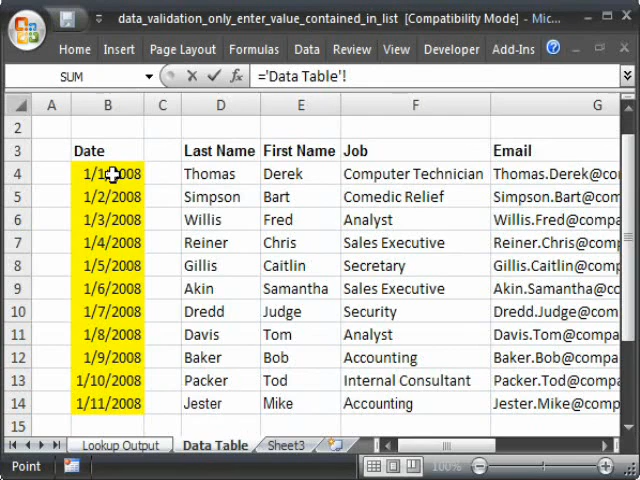 data_validation_only_enter_value_contained_in_list [Compatibility Mode] - Mic...
Home Insert Page Layout Formulas Data Review View Developer Add-Ins
SUM ='Data Table'!
A B C D E F G
2
3 Date Last Name First Name Job Email
4 1/1/2008 Thomas Derek Computer Technician Thomas.Derek@co
5 1/2/2008 Simpson Bart Comedic Relief Simpson.Bart@com
6 1/3/2008 Willis Fred Analyst Willis.Fred@compa
7 1/4/2008 Reiner Chris Sales Executive Reiner.Chris@comp
8 1/5/2008 Gillis Caitlin Secretary Gillis.Caitlin@comp
9 1/6/2008 Akin Samantha Sales Executive Akin.Samantha@co
10 1/7/2008 Dredd Judge Security Dredd.Judge@com
11 1/8/2008 Davis Tom Analyst Davis.Tom@compa
12 1/9/2008 Baker Bob Accounting Baker.Bob@compa
13 1/10/2008 Packer Tod Internal Consultant Packer.Tod@compa
14 1/11/2008 Jester Mike Accounting Jester.Mike@comp
15
Lookup Output Data Table Sheet3
Point 100%